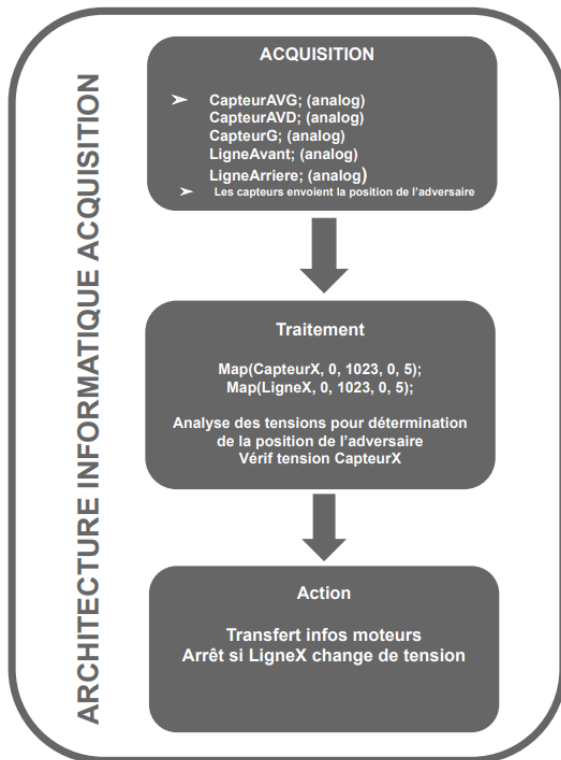 ARCHITECTURE INFORMATIQUE ACQUISITION
ACQUISITION
➢ CapteurAVG; (analog)
CapteurAVD; (analog)
CapteurG; (analog)
LigneAvant; (analog)
LigneArriere; (analog)
➢ Les capteurs envoient la position de l’adversaire
Traitement
Map(CapteurX, 0, 1023, 0, 5);
Map(LigneX, 0, 1023, 0, 5);
Analyse des tensions pour détermination
de la position de l’adversaire
Vérif tension CapteurX
Action
Transfert infos moteurs
Arrêt si LigneX change de tension